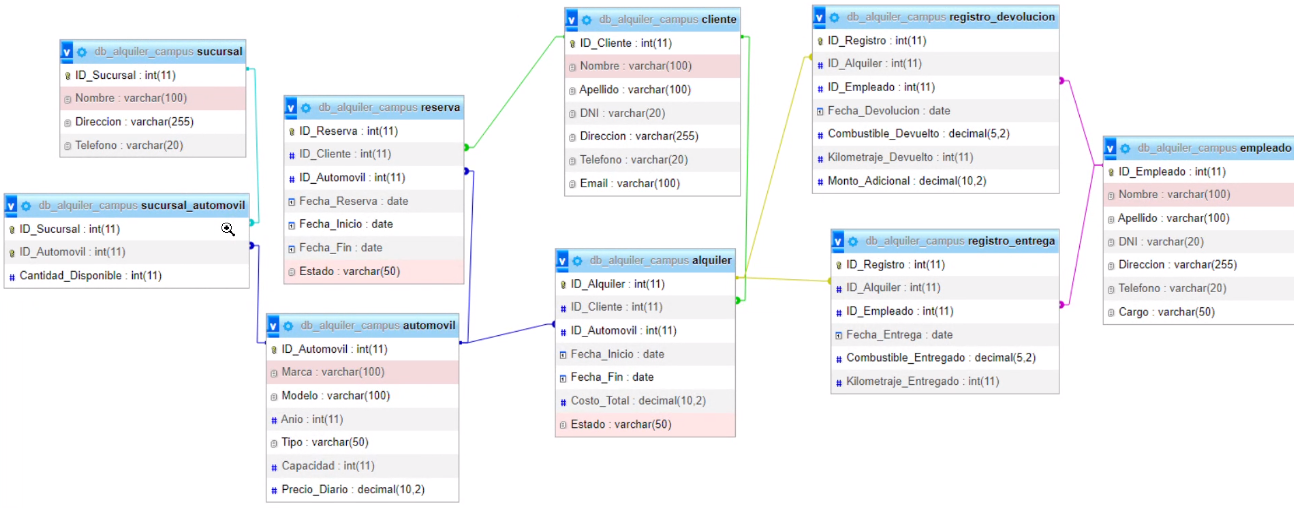 db_alquiler_campus sucursal
ID_Sucursal : int(11)
Nombre : varchar(100)
Direccion : varchar(255)
Telefono : varchar(20)
db_alquiler_campus sucursal_automovil
ID_Sucursal : int(11)
ID_Automovil : int(11)
Cantidad_Disponible : int(11)
db_alquiler_campus reserva
ID_Reserva : int(11)
ID_Cliente : int(11)
ID_Automovil : int(11)
Fecha_Reserva : date
Fecha_Inicio : date
Fecha_Fin : date
Estado : varchar(50)
db_alquiler_campus automovil
ID_Automovil : int(11)
Marca : varchar(100)
Modelo : varchar(100)
Anio : int(11)
Tipo : varchar(50)
Capacidad : int(11)
Precio_Diario : decimal(10,2)
db_alquiler_campus cliente
ID_Cliente : int(11)
Nombre : varchar(100)
Apellido : varchar(100)
DNI : varchar(20)
Direccion : varchar(255)
Telefono : varchar(20)
Email : varchar(100)
db_alquiler_campus alquiler
ID_Alquiler : int(11)
ID_Cliente : int(11)
ID_Automovil : int(11)
Fecha_Inicio : date
Fecha_Fin : date
Costo_Total : decimal(10,2)
Estado : varchar(50)
db_alquiler_campus registro_devolucion
ID_Registro : int(11)
ID_Alquiler : int(11)
ID_Empleado : int(11)
Fecha_Devolucion : date
Combustible_Devuelto : decimal(5,2)
Kilometraje_Devuelto : int(11)
Monto_Adicional : decimal(10,2)
db_alquiler_campus registro_entrega
ID_Registro : int(11)
ID_Alquiler : int(11)
ID_Empleado : int(11)
Fecha_Entrega : date
Combustible_Entregado : decimal(5,2)
Kilometraje_Entregado : int(11)
db_alquiler_campus empleado
ID_Empleado : int(11)
Nombre : varchar(100)
Apellido : varchar(100)
DNI : varchar(20)
Direccion : varchar(255)
Telefono : varchar(20)
Cargo : varchar(50)